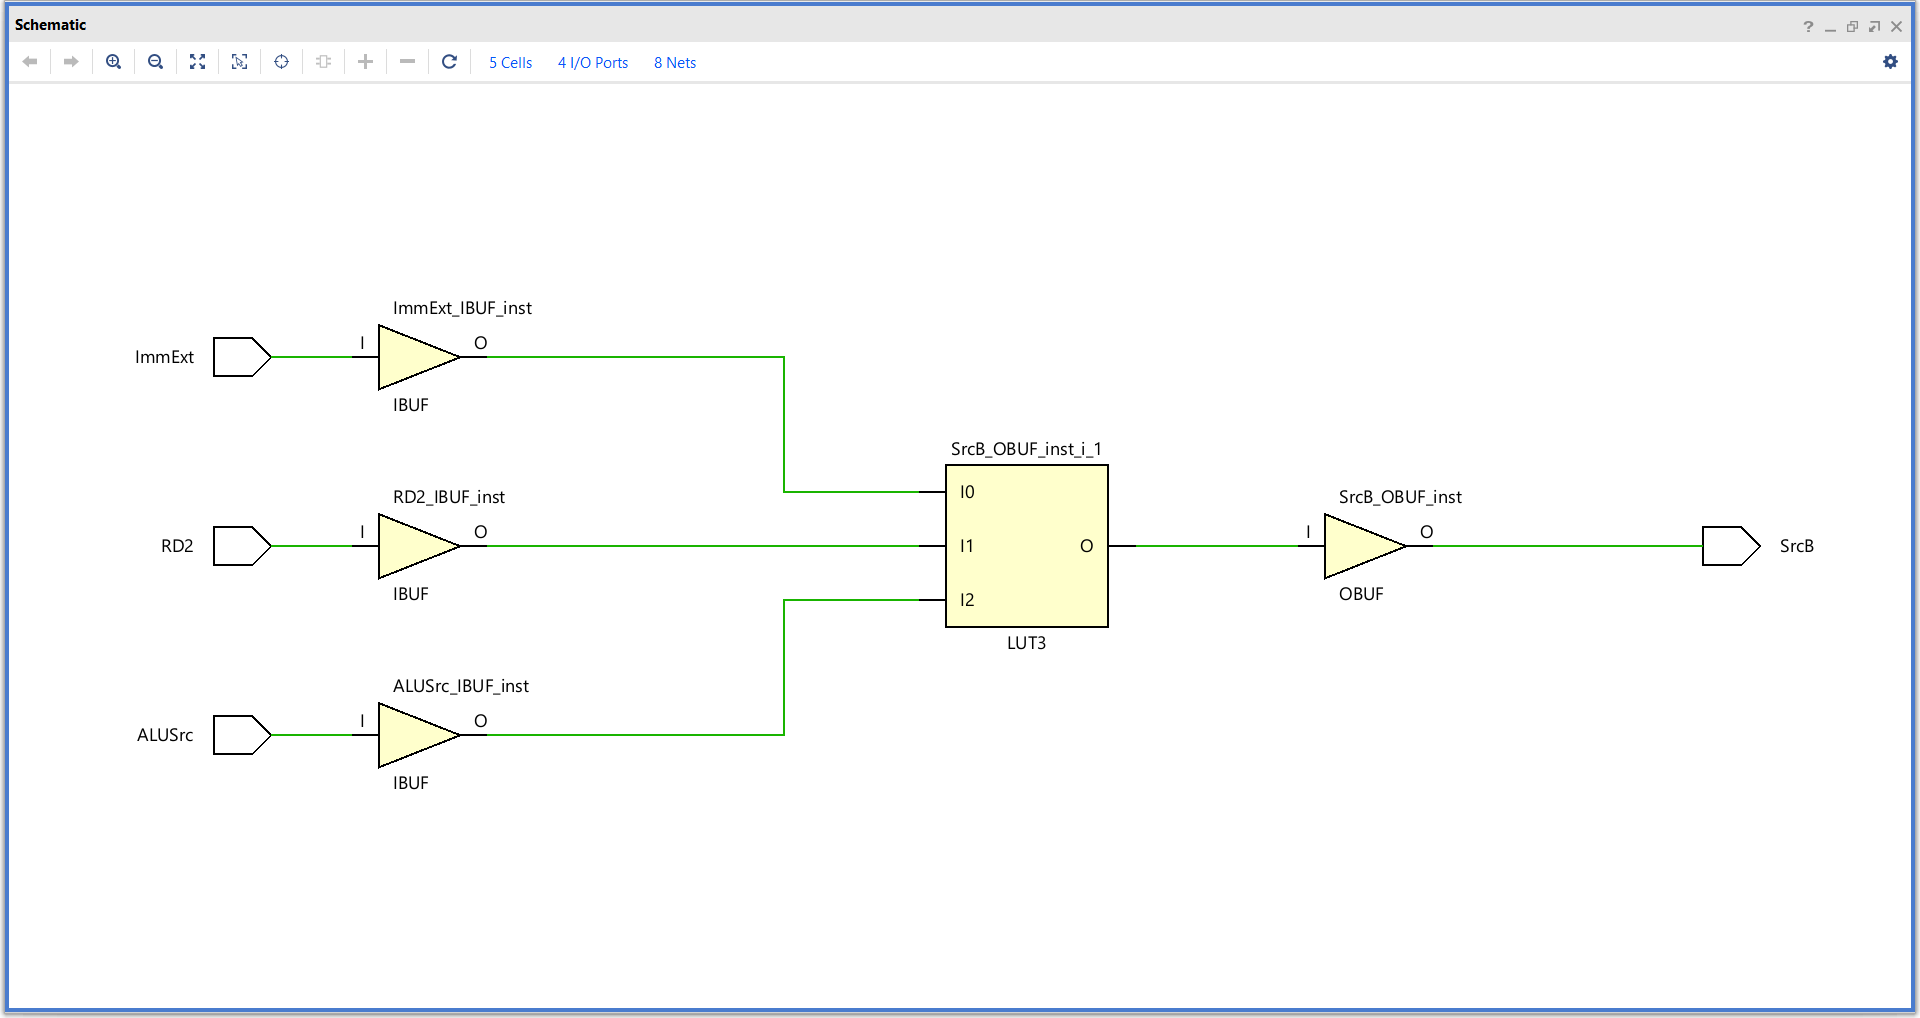 Schematic
5 Cells 4 I/O Ports 8 Nets
ImmExt_IBUF_inst
ImmExt I O
IBUF
SrcB_OBUF_inst_i_1
I0
RD2_IBUF_inst
SrcB_OBUF_inst
RD2 I O I1 O I O SrcB
IBUF
OBUF
I2
LUT3
ALUSrc_IBUF_inst
ALUSrc I O
IBUF